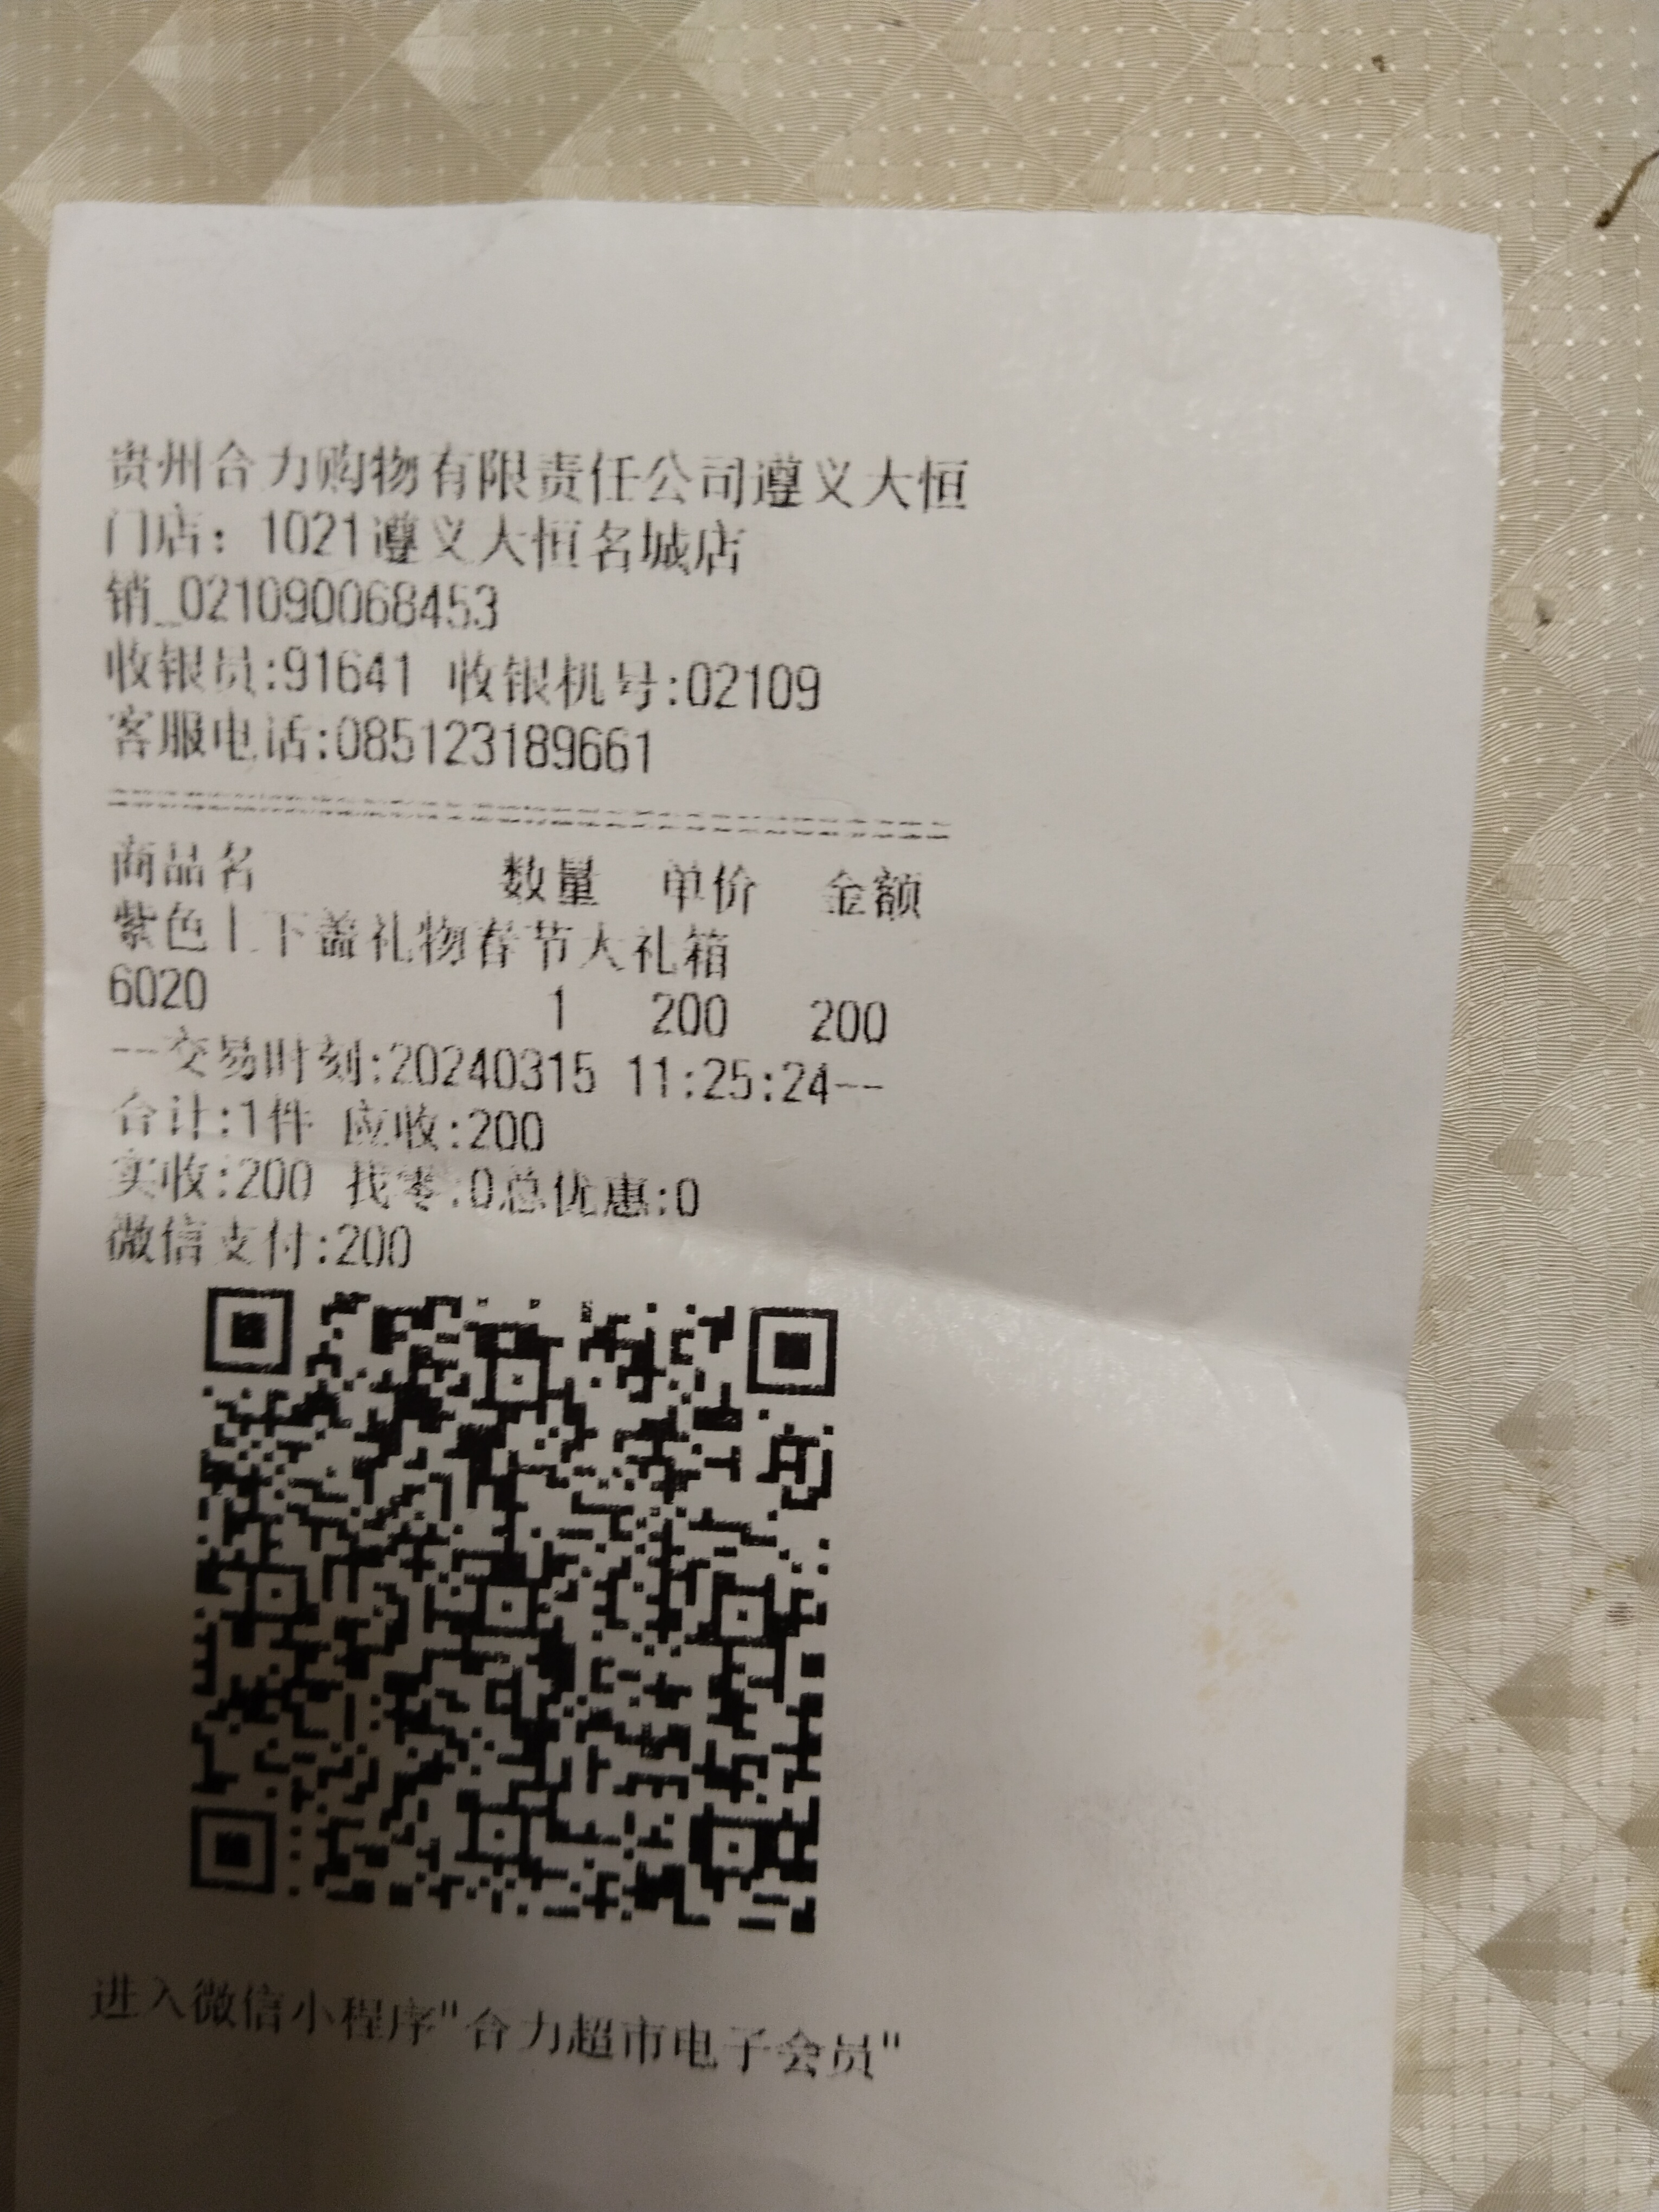 贵州合力购物有限责任公司遵义大恒
门店：1021遵义大恒名城店
销_021090068453
收银员:91641 收银机号:02109
客服电话:085123189661
================================
商品名 数量 单价 金额
紫色上下盖礼物春节大礼箱
6020 1 200 200
--交易时刻:20240315 11:25:24--
合计:1件 应收:200
实收:200 找零:0总优惠:0
微信支付:200
进入微信小程序"合力超市电子会员"